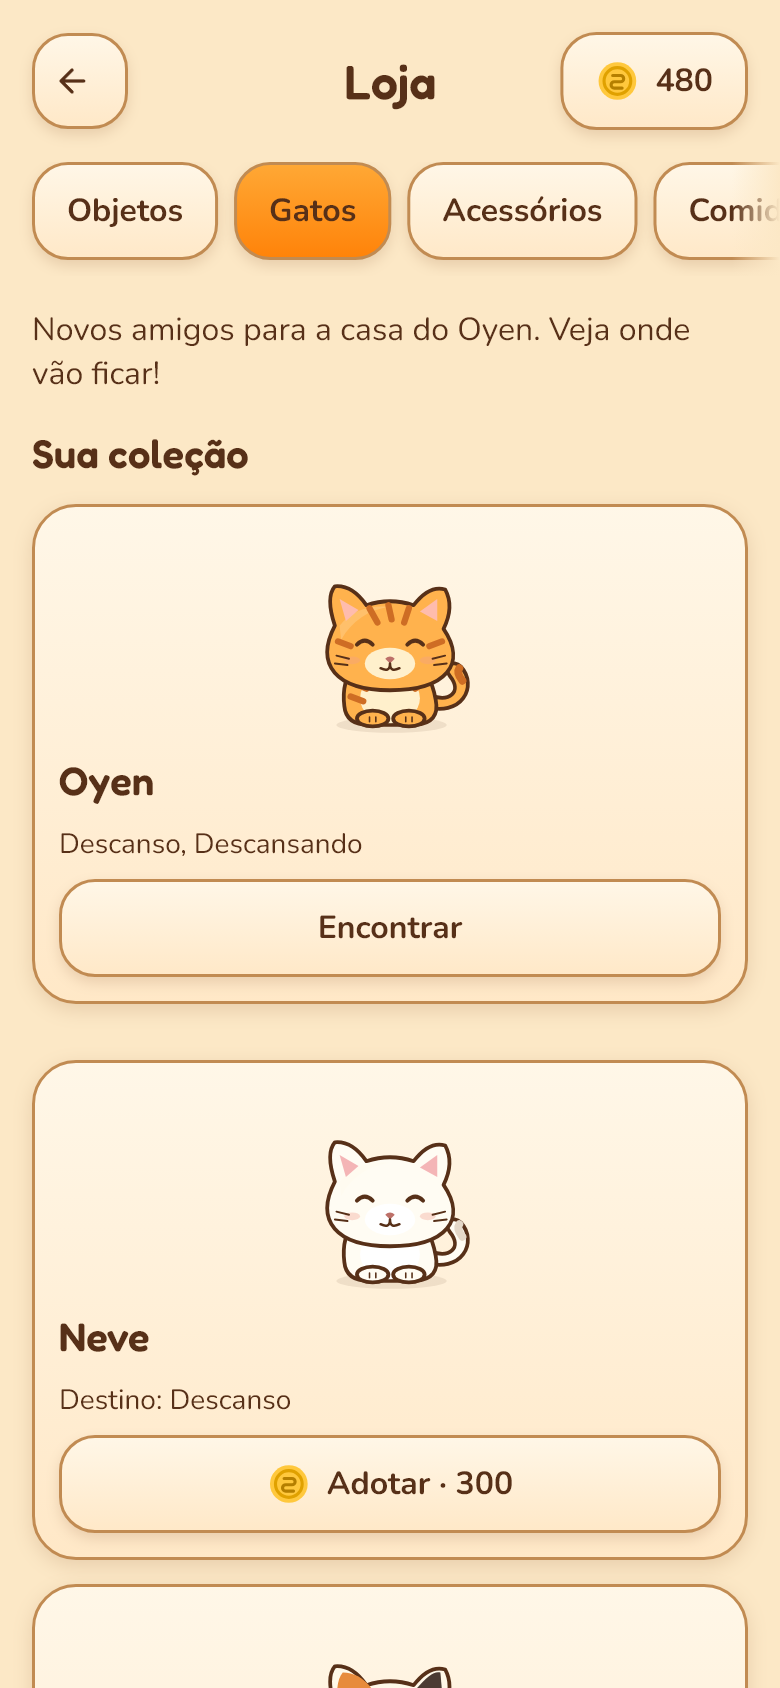 Loja
480
Objetos
Gatos
Acessórios
Novos amigos para a casa do Oyen. Veja onde
vão ficar!
Sua coleção
Oyen
Descanso, Descansando
Encontrar
Neve
Destino: Descanso
Adotar · 300